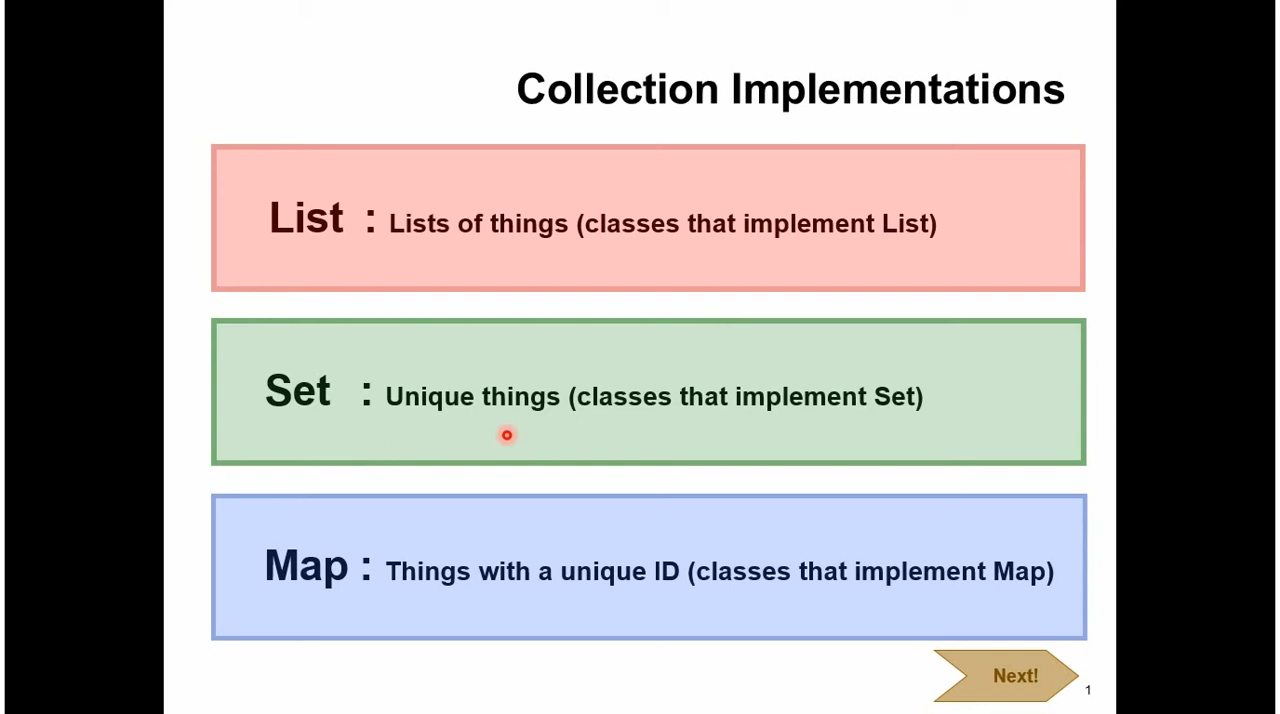 Collection Implementations
List : Lists of things (classes that implement List)
Set : Unique things (classes that implement Set)
Map : Things with a unique ID (classes that implement Map)
Next!
1